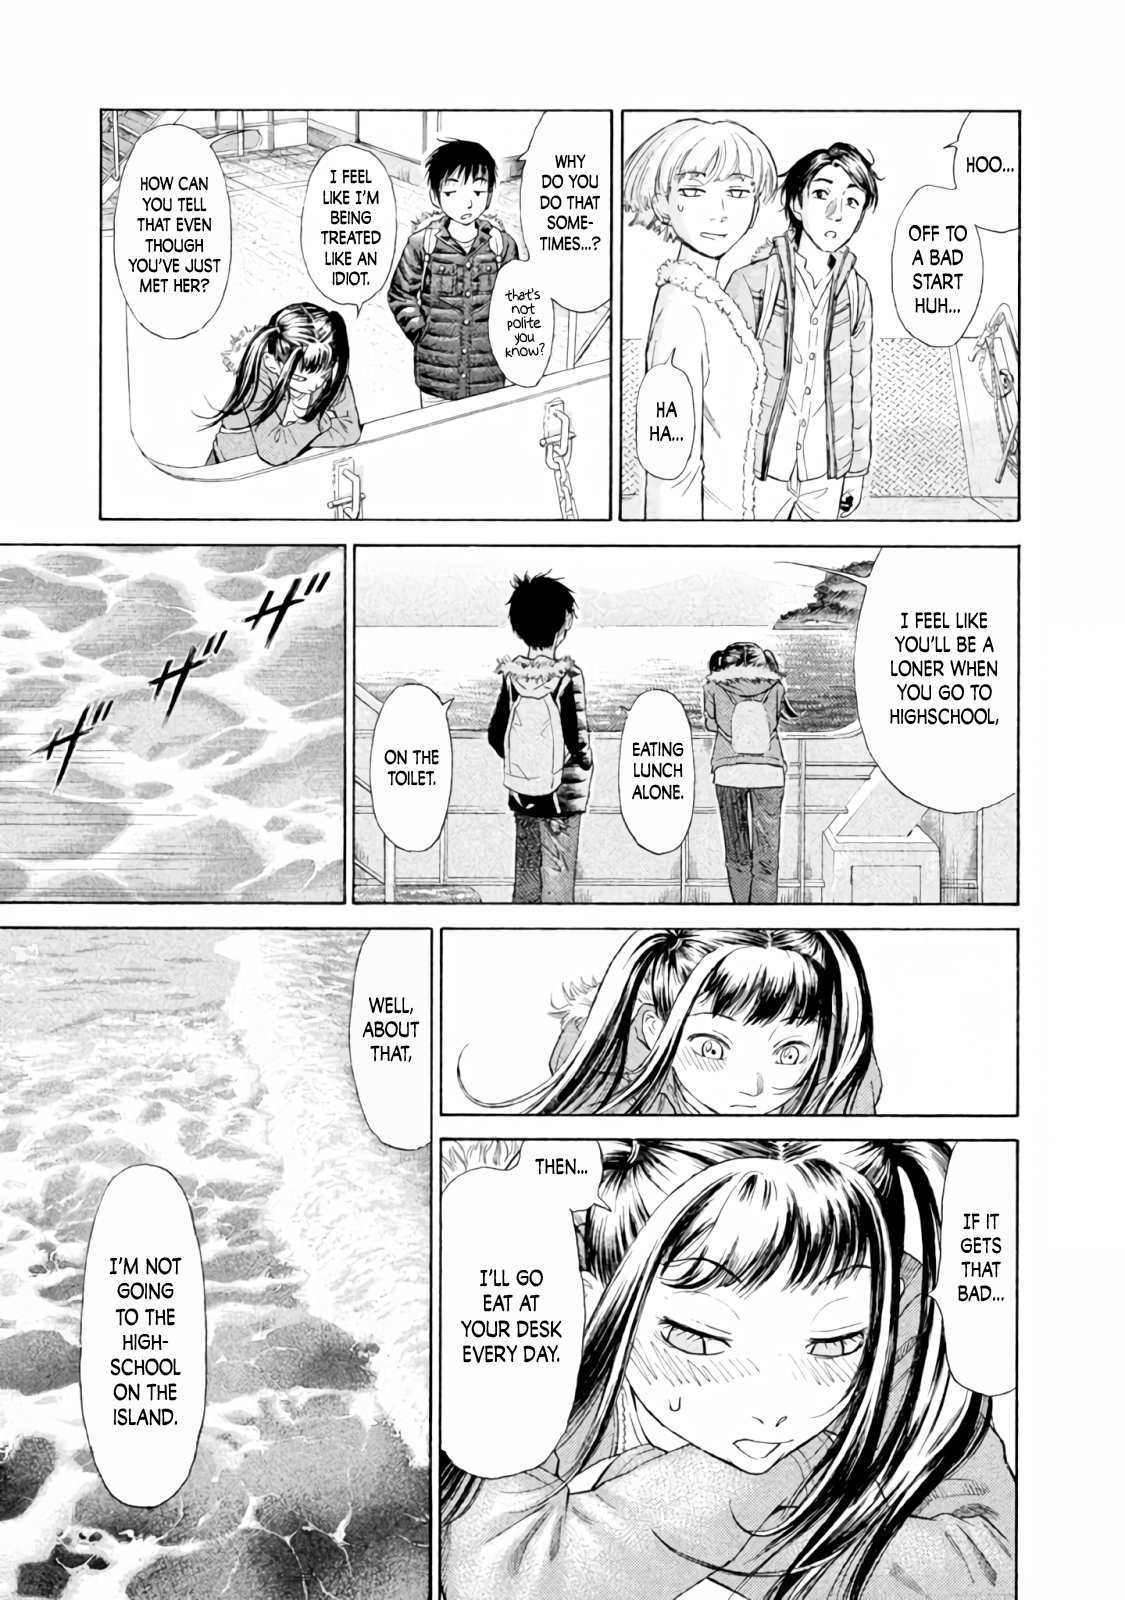 HOO...
OFF TO
A BAD
START
HUH...
HA
HA...
WHY
DO YOU
DO THAT
SOME-
TIMES...?
that's
not
polite
you
know?
I FEEL
LIKE I'M
BEING
TREATED
LIKE AN
IDIOT.
HOW CAN
YOU TELL
THAT EVEN
THOUGH
YOU'VE JUST
MET HER?
I FEEL LIKE
YOU'LL BE A
LONER WHEN
YOU GO TO
HIGHSCHOOL,
EATING
LUNCH
ALONE.
ON THE
TOILET.
ザ
ザ
ザ
IF IT
GETS
THAT
BAD...
THEN...
I'LL GO
EAT AT
YOUR DESK
EVERY DAY.
WELL,
ABOUT
THAT,
I'M NOT
GOING
TO THE
HIGH-
SCHOOL
ON THE
ISLAND.